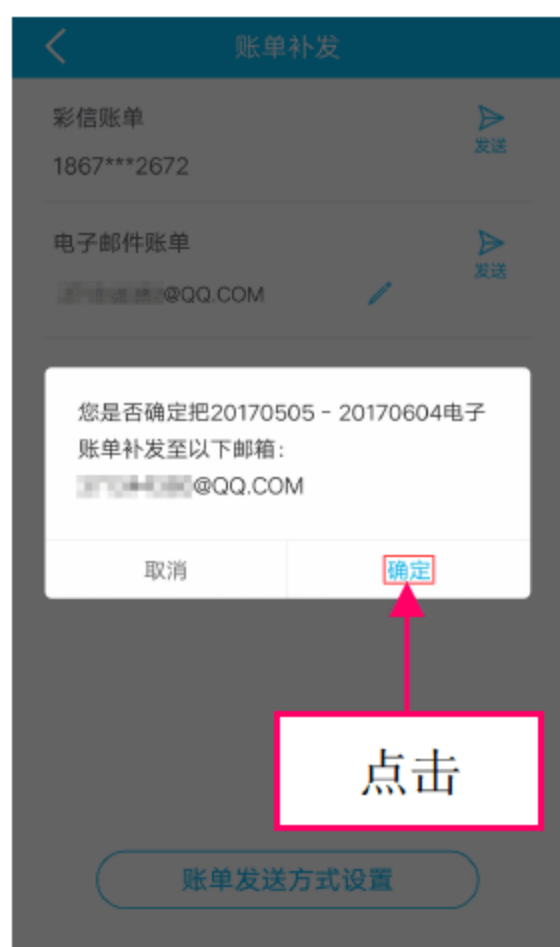 账单补发
彩信账单
发送
1867***2672
电子邮件账单
发送
@QQ.COM
您是否确定把20170505 - 20170604电子
账单补发至以下邮箱:
@QQ.COM
取消
确定
点击
账单发送方式设置